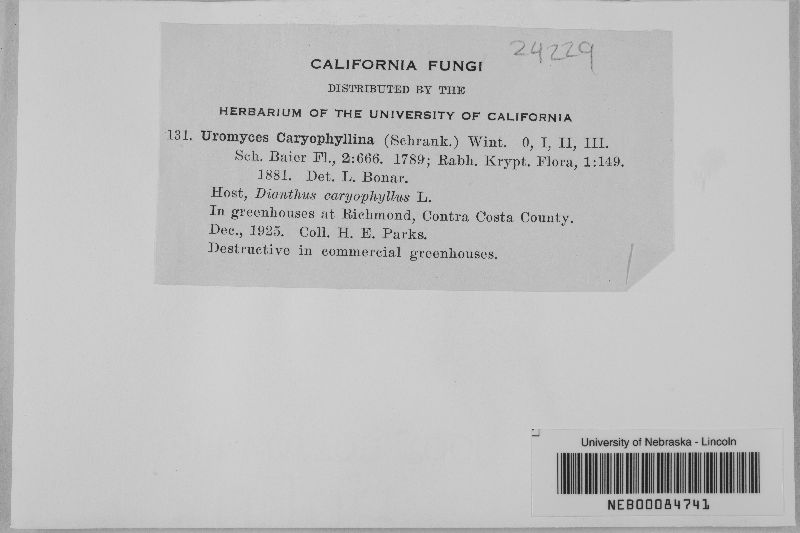 24229
CALIFORNIA FUNGI
DISTRIBUTED BY THE
HERBARIUM OF THE UNIVERSITY OF CALIFORNIA
131. Uromyces Caryophyllina (Schrank.) Wint. 0, I, II, III.
Sch. Baier Fl., 2:666. 1789; Rabh. Krypt. Flora, 1:149.
1881. Det. L. Bonar.
Host, Dianthus caryophyllus L.
In greenhouses at Richmond, Contra Costa County.
Dec., 1925. Coll. H. E. Parks.
Destructive in commercial greenhouses.
University of Nebraska - Lincoln
NEB00084741